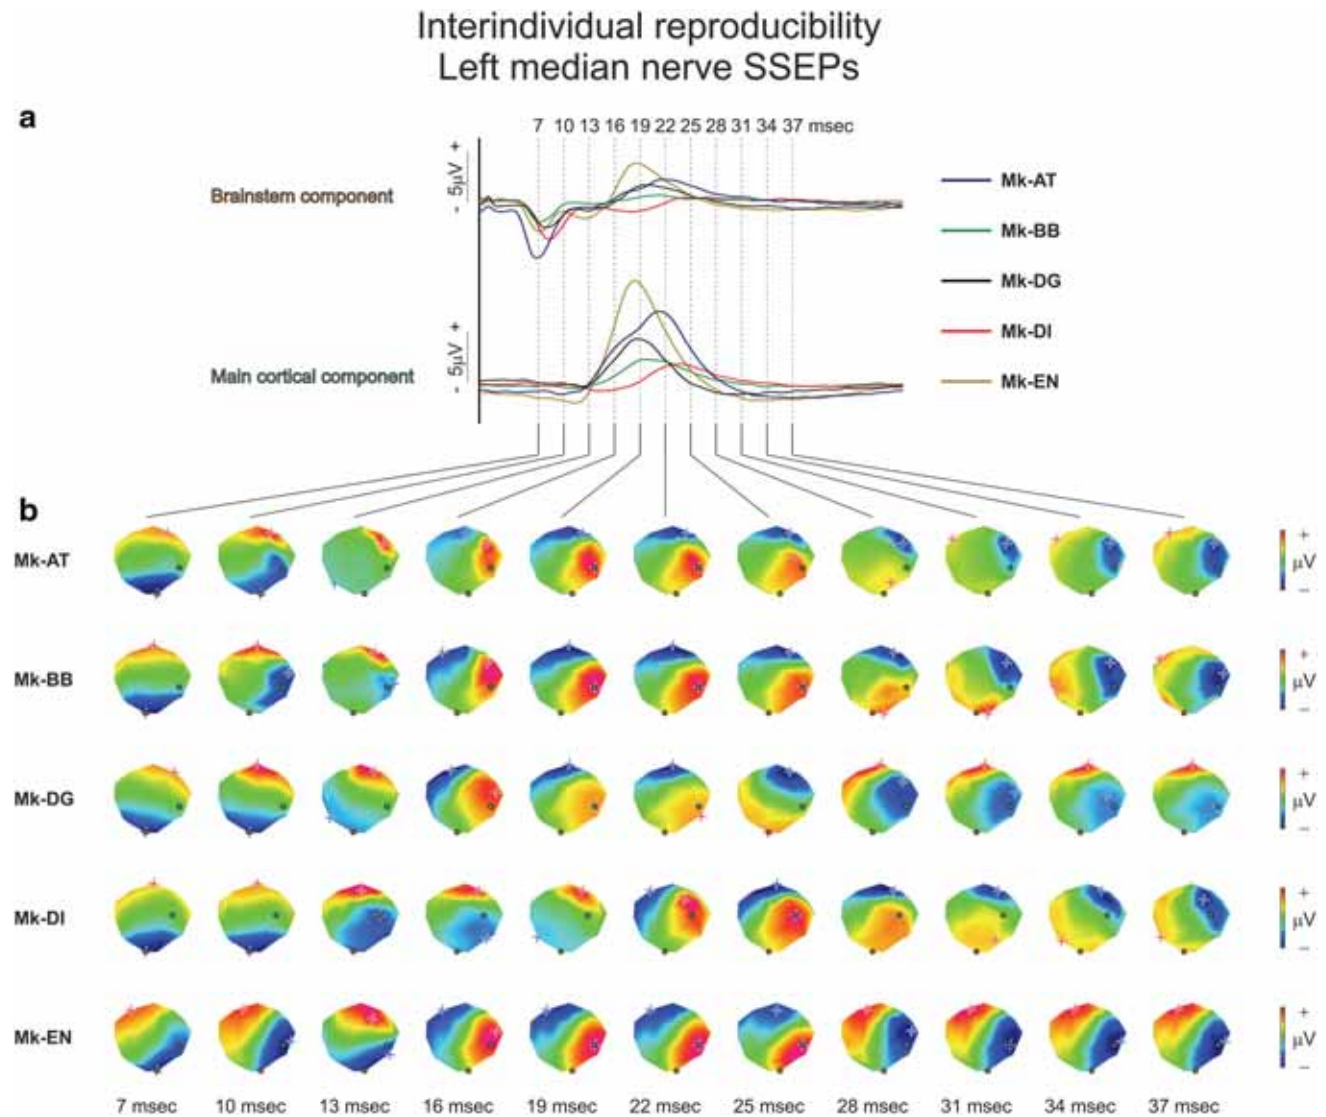 Interindividual reproducibility
Left median nerve SSEPs
a
7 10 13 16 19 22 25 28 31 34 37 msec
Brainstem component
- 5µV +
Main cortical component
- 5µV +
Mk-AT
Mk-BB
Mk-DG
Mk-DI
Mk-EN
b
Mk-AT
+
µV
–
Mk-BB
+
µV
–
Mk-DG
+
µV
–
Mk-DI
+
µV
–
Mk-EN
+
µV
–
7 msec 10 msec 13 msec 16 msec 19 msec 22 msec 25 msec 28 msec 31 msec 34 msec 37 msec